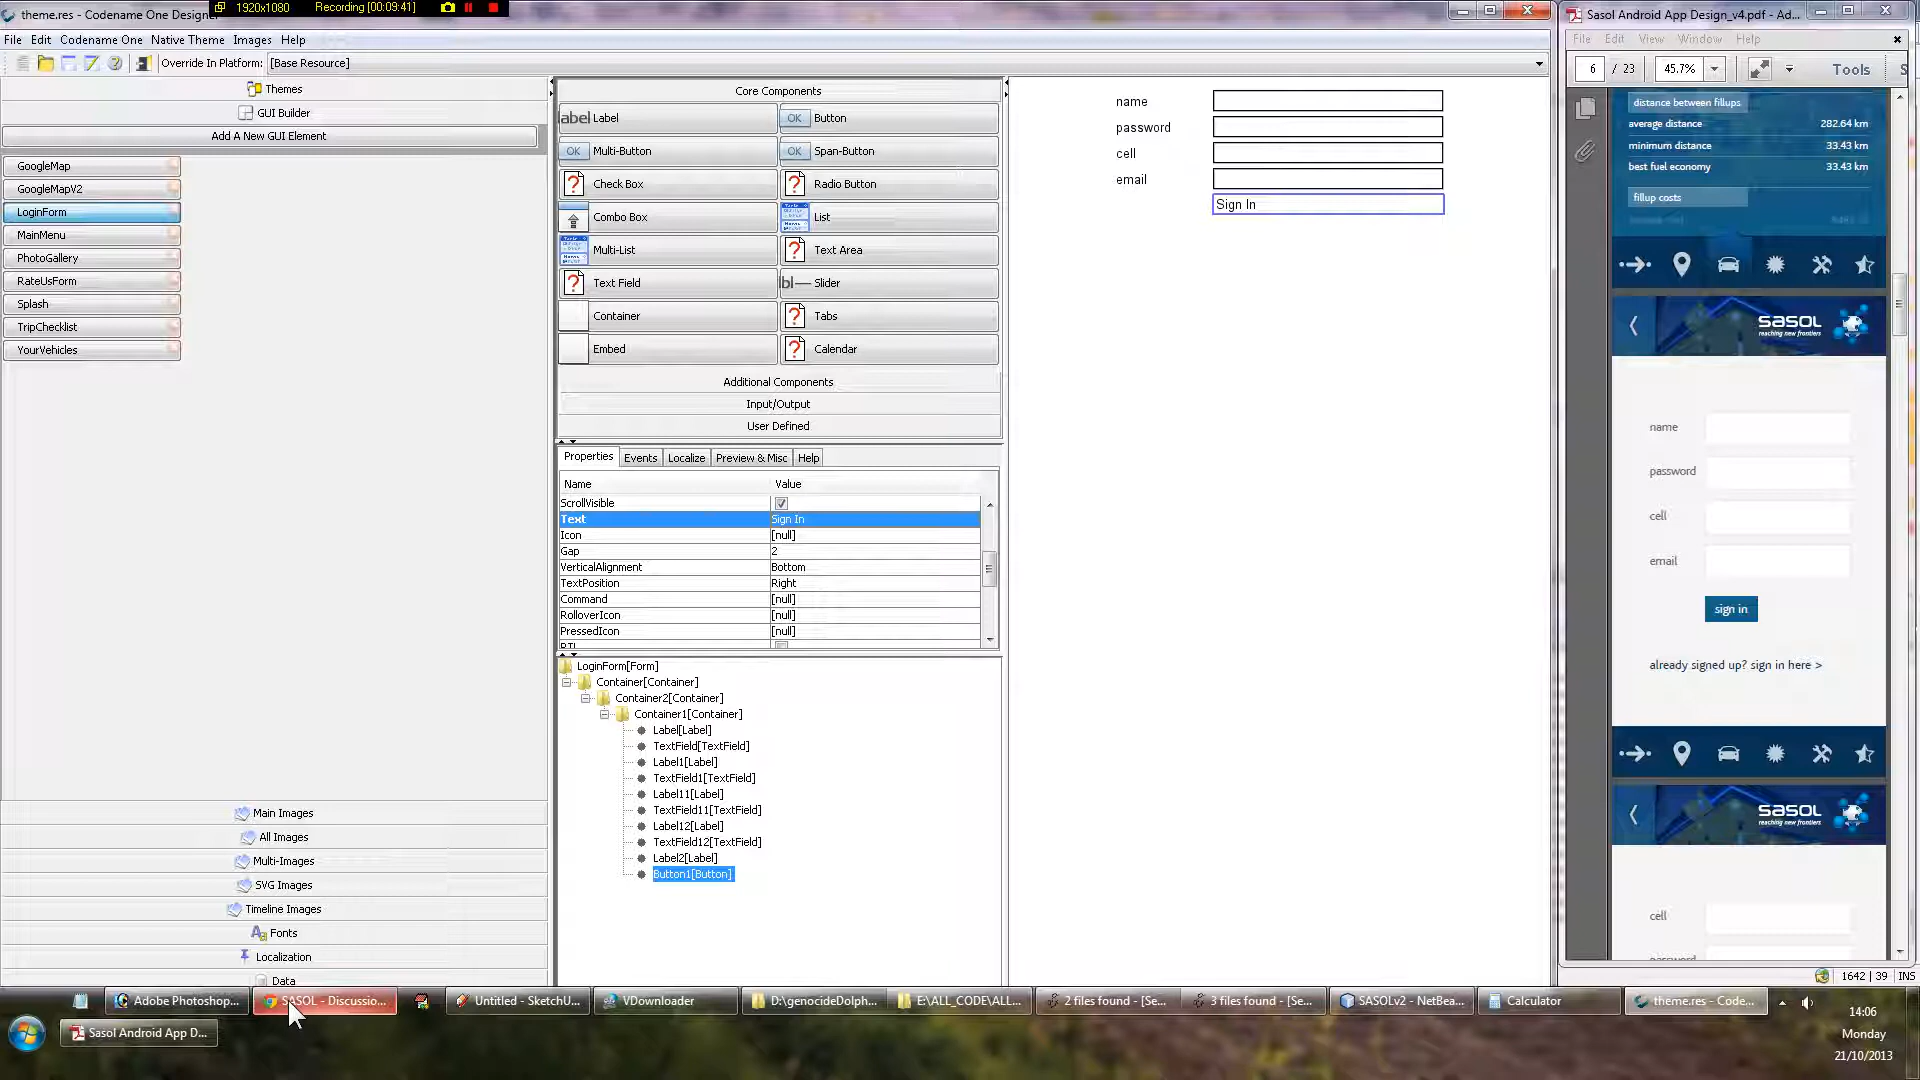 theme.res - Codename One Designer
1920x1080
Recording [00:09:41]
Sasol Android App Design_v4.pdf - Ad...
File Edit Codename One Native Theme Images Help
File Edit View Window Help
Override In Platform: [Base Resource]
6 / 23 45.7% Tools
Themes
GUI Builder
Add A New GUI Element
GoogleMap
GoogleMapV2
LoginForm
MainMenu
PhotoGallery
RateUsForm
Splash
TripChecklist
YourVehicles
Main Images
All Images
Multi-Images
SVG Images
Timeline Images
Fonts
Localization
Data
Core Components
Label Button
OK
Multi-Button Span-Button
OK OK
Check Box Radio Button
Combo Box List
Multi-List Text Area
Text Field Slider
Container Tabs
Embed Calendar
Additional Components
Input/Output
User Defined
Properties Events Localize Preview & Misc Help
Name Value
ScrollVisible
Text Sign In
Icon [null]
Gap 2
VerticalAlignment Bottom
TextPosition Right
Command [null]
RolloverIcon [null]
PressedIcon [null]
RTL
LoginForm[Form]
Container[Container]
Container2[Container]
Container1[Container]
Label[Label]
TextField[TextField]
Label1[Label]
TextField1[TextField]
Label11[Label]
TextField11[TextField]
Label12[Label]
TextField12[TextField]
Label2[Label]
Button1[Button]
name
password
cell
email
Sign In
distance between fillups
average distance 282.64 km
minimum distance 33.43 km
best fuel economy 33.43 km
fillup costs
sasol
reaching new frontiers
name
password
cell
email
sign in
already signed up? sign in here >
sasol
reaching new frontiers
cell
password
1642 | 39 INS
Adobe Photoshop...
SASOL - Discussio...
Untitled - SketchU...
VDownloader
D:\genocideDolph...
E:\ALL_CODE\ALL...
2 files found - [Se...
3 files found - [Se...
SASOLv2 - NetBea...
Calculator
theme.res - Code...
Sasol Android App D...
14:06
Monday
21/10/2013